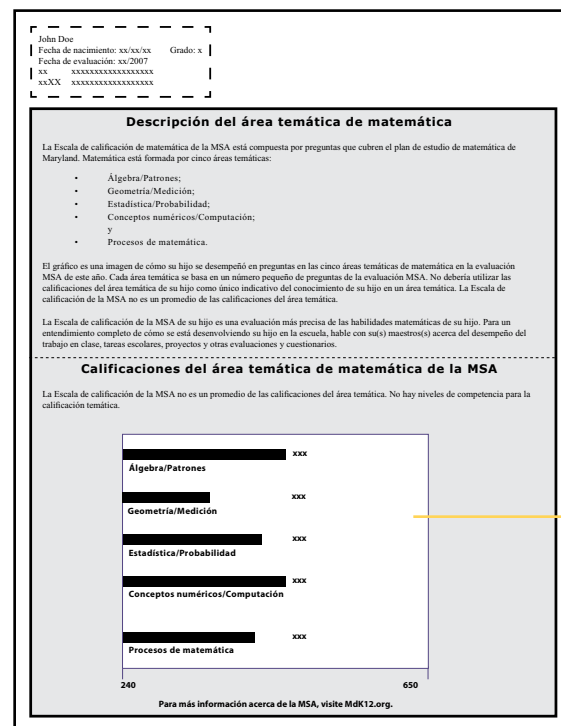 John Doe
Fecha de nacimiento: xx/xx/xx Grado: x
Fecha de evaluación: xx/2007
xx xxxxxxxxxxxxxxxxxx
xxXX xxxxxxxxxxxxxxxxxx
Descripción del área temática de matemática
La Escala de calificación de matemática de la MSA está compuesta por preguntas que cubren el plan de estudio de matemática de
Maryland. Matemática está formada por cinco áreas temáticas:
• Álgebra/Patrones;
• Geometría/Medición;
• Estadística/Probabilidad;
• Conceptos numéricos/Computación;
y
• Procesos de matemática.
El gráfico es una imagen de cómo su hijo se desempeñó en preguntas en las cinco áreas temáticas de matemática en la evaluación
MSA de este año. Cada área temática se basa en un número pequeño de preguntas de la evaluación MSA. No debería utilizar las
calificaciones del área temática de su hijo como único indicativo del conocimiento de su hijo en un área temática. La Escala de
calificación de la MSA no es un promedio de las calificaciones del área temática.
La Escala de calificación de la MSA de su hijo es una evaluación más precisa de las habilidades matemáticas de su hijo. Para un
entendimiento completo de cómo se está desenvolviendo su hijo en la escuela, hable con su(s) maestros(s) acerca del desempeño del
trabajo en clase, tareas escolares, proyectos y otras evaluaciones y cuestionarios.
Calificaciones del área temática de matemática de la MSA
La Escala de calificación de la MSA no es un promedio de las calificaciones del área temática. No hay niveles de competencia para la
calificación temática.
xxx
Álgebra/Patrones
xxx
Geometría/Medición
xxx
Estadística/Probabilidad
xxx
Conceptos numéricos/Computación
xxx
Procesos de matemática
240 650
Para más información acerca de la MSA, visite MdK12.org.